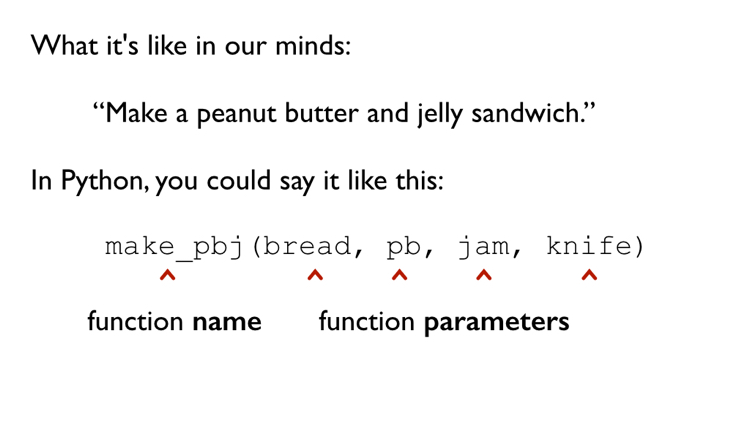 What it's like in our minds:
“Make a peanut butter and jelly sandwich.”
In Python, you could say it like this:
make_pbj(bread, pb, jam, knife)
^ ^ ^ ^ ^
function name function parameters